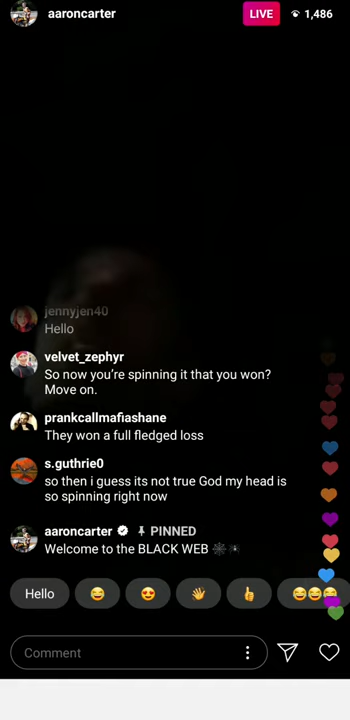 aaroncarter
LIVE
1,486
jennyjen40
Hello
velvet_zephyr
So now you're spinning it that you won?
Move on.
prankcallmafiashane
They won a full fledged loss
s.guthrie0
so then i guess its not true God my head is
so spinning right now
aaroncarter PINNED
Welcome to the BLACK WEB 🕸️🕷️
Hello 😂 😍 👋 👍 😂😂😂
Comment